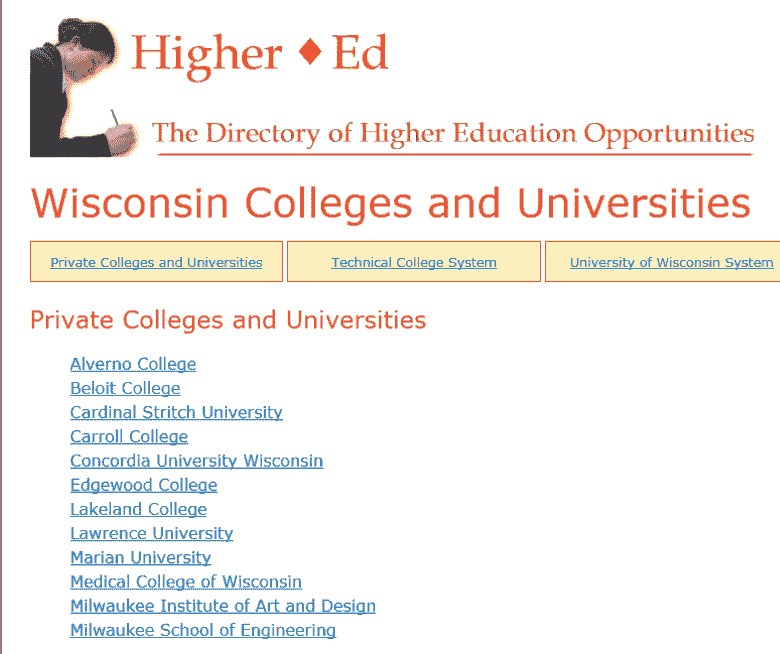 Higher ♦ Ed
The Directory of Higher Education Opportunities
Wisconsin Colleges and Universities
Private Colleges and Universities Technical College System University of Wisconsin System
Private Colleges and Universities
Alverno College
Beloit College
Cardinal Stritch University
Carroll College
Concordia University Wisconsin
Edgewood College
Lakeland College
Lawrence University
Marian University
Medical College of Wisconsin
Milwaukee Institute of Art and Design
Milwaukee School of Engineering